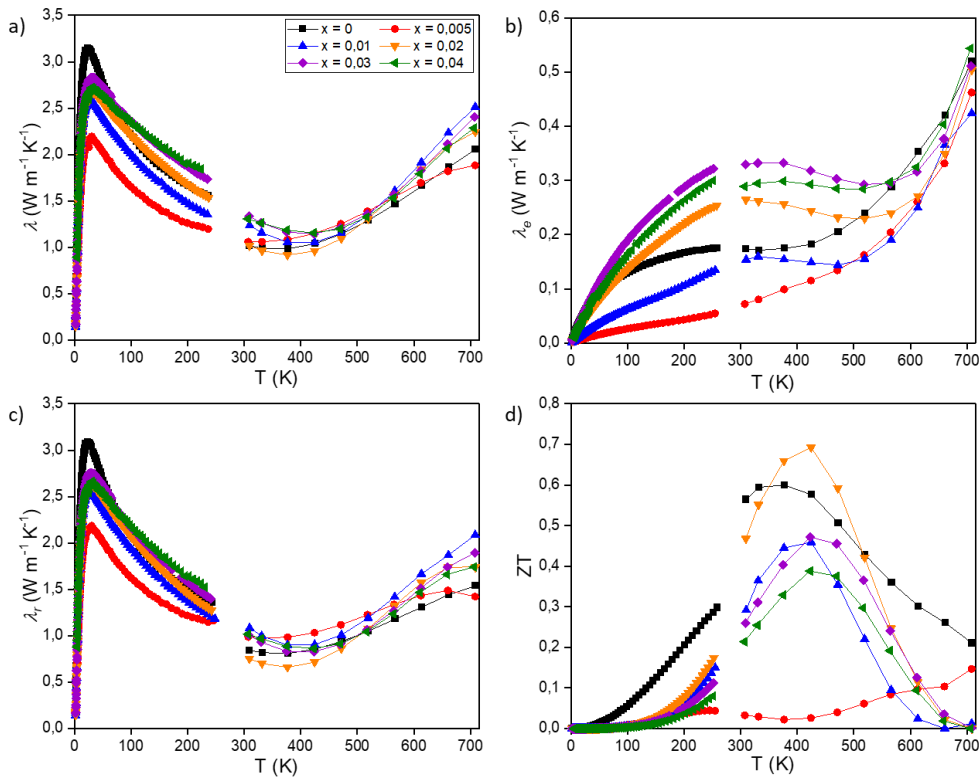 a)
λ (W m⁻¹ K⁻¹)
3,5
3,0
2,5
2,0
1,5
1,0
0,5
0,0
0 100 200 300 400 500 600 700
T (K)
x = 0 x = 0,005
x = 0,01 x = 0,02
x = 0,03 x = 0,04
b)
λₑ (W m⁻¹ K⁻¹)
0,6
0,5
0,4
0,3
0,2
0,1
0,0
0 100 200 300 400 500 600 700
T (K)
c)
λᵣ (W m⁻¹ K⁻¹)
3,5
3,0
2,5
2,0
1,5
1,0
0,5
0,0
0 100 200 300 400 500 600 700
T (K)
d)
ZT
0,8
0,7
0,6
0,5
0,4
0,3
0,2
0,1
0,0
0 100 200 300 400 500 600 700
T (K)